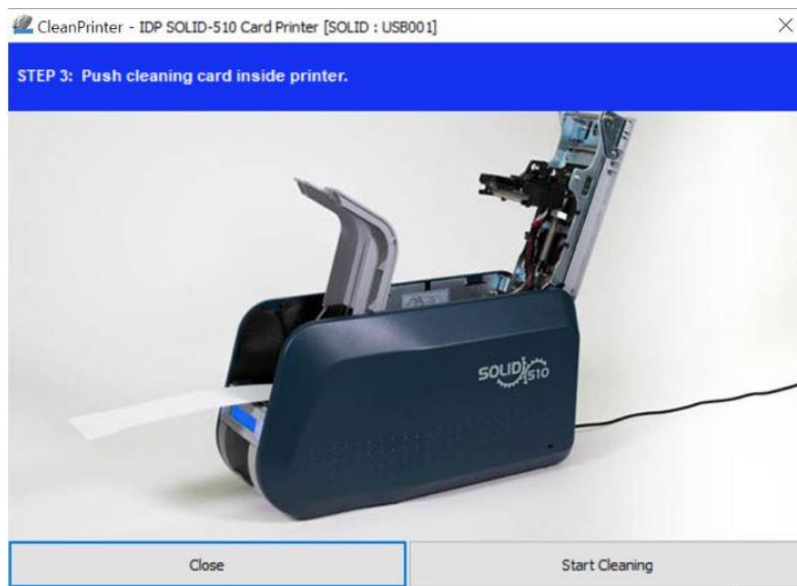 CleanPrinter - IDP SOLID-510 Card Printer [SOLID : USB001]
STEP 3: Push cleaning card inside printer.
SOLID 510
Close
Start Cleaning